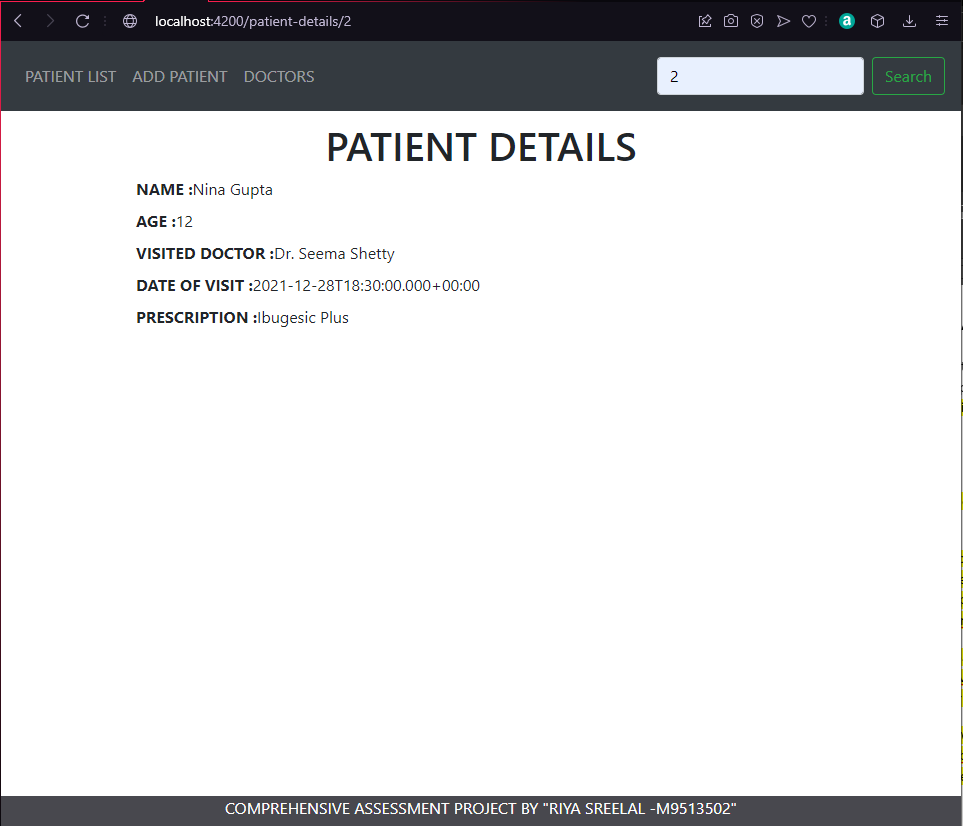 localhost:4200/patient-details/2
a
PATIENT LIST ADD PATIENT DOCTORS 2 Search
PATIENT DETAILS
NAME :Nina Gupta
AGE :12
VISITED DOCTOR :Dr. Seema Shetty
DATE OF VISIT :2021-12-28T18:30:00.000+00:00
PRESCRIPTION :Ibugesic Plus
COMPREHENSIVE ASSESSMENT PROJECT BY "RIYA SREELAL -M9513502"